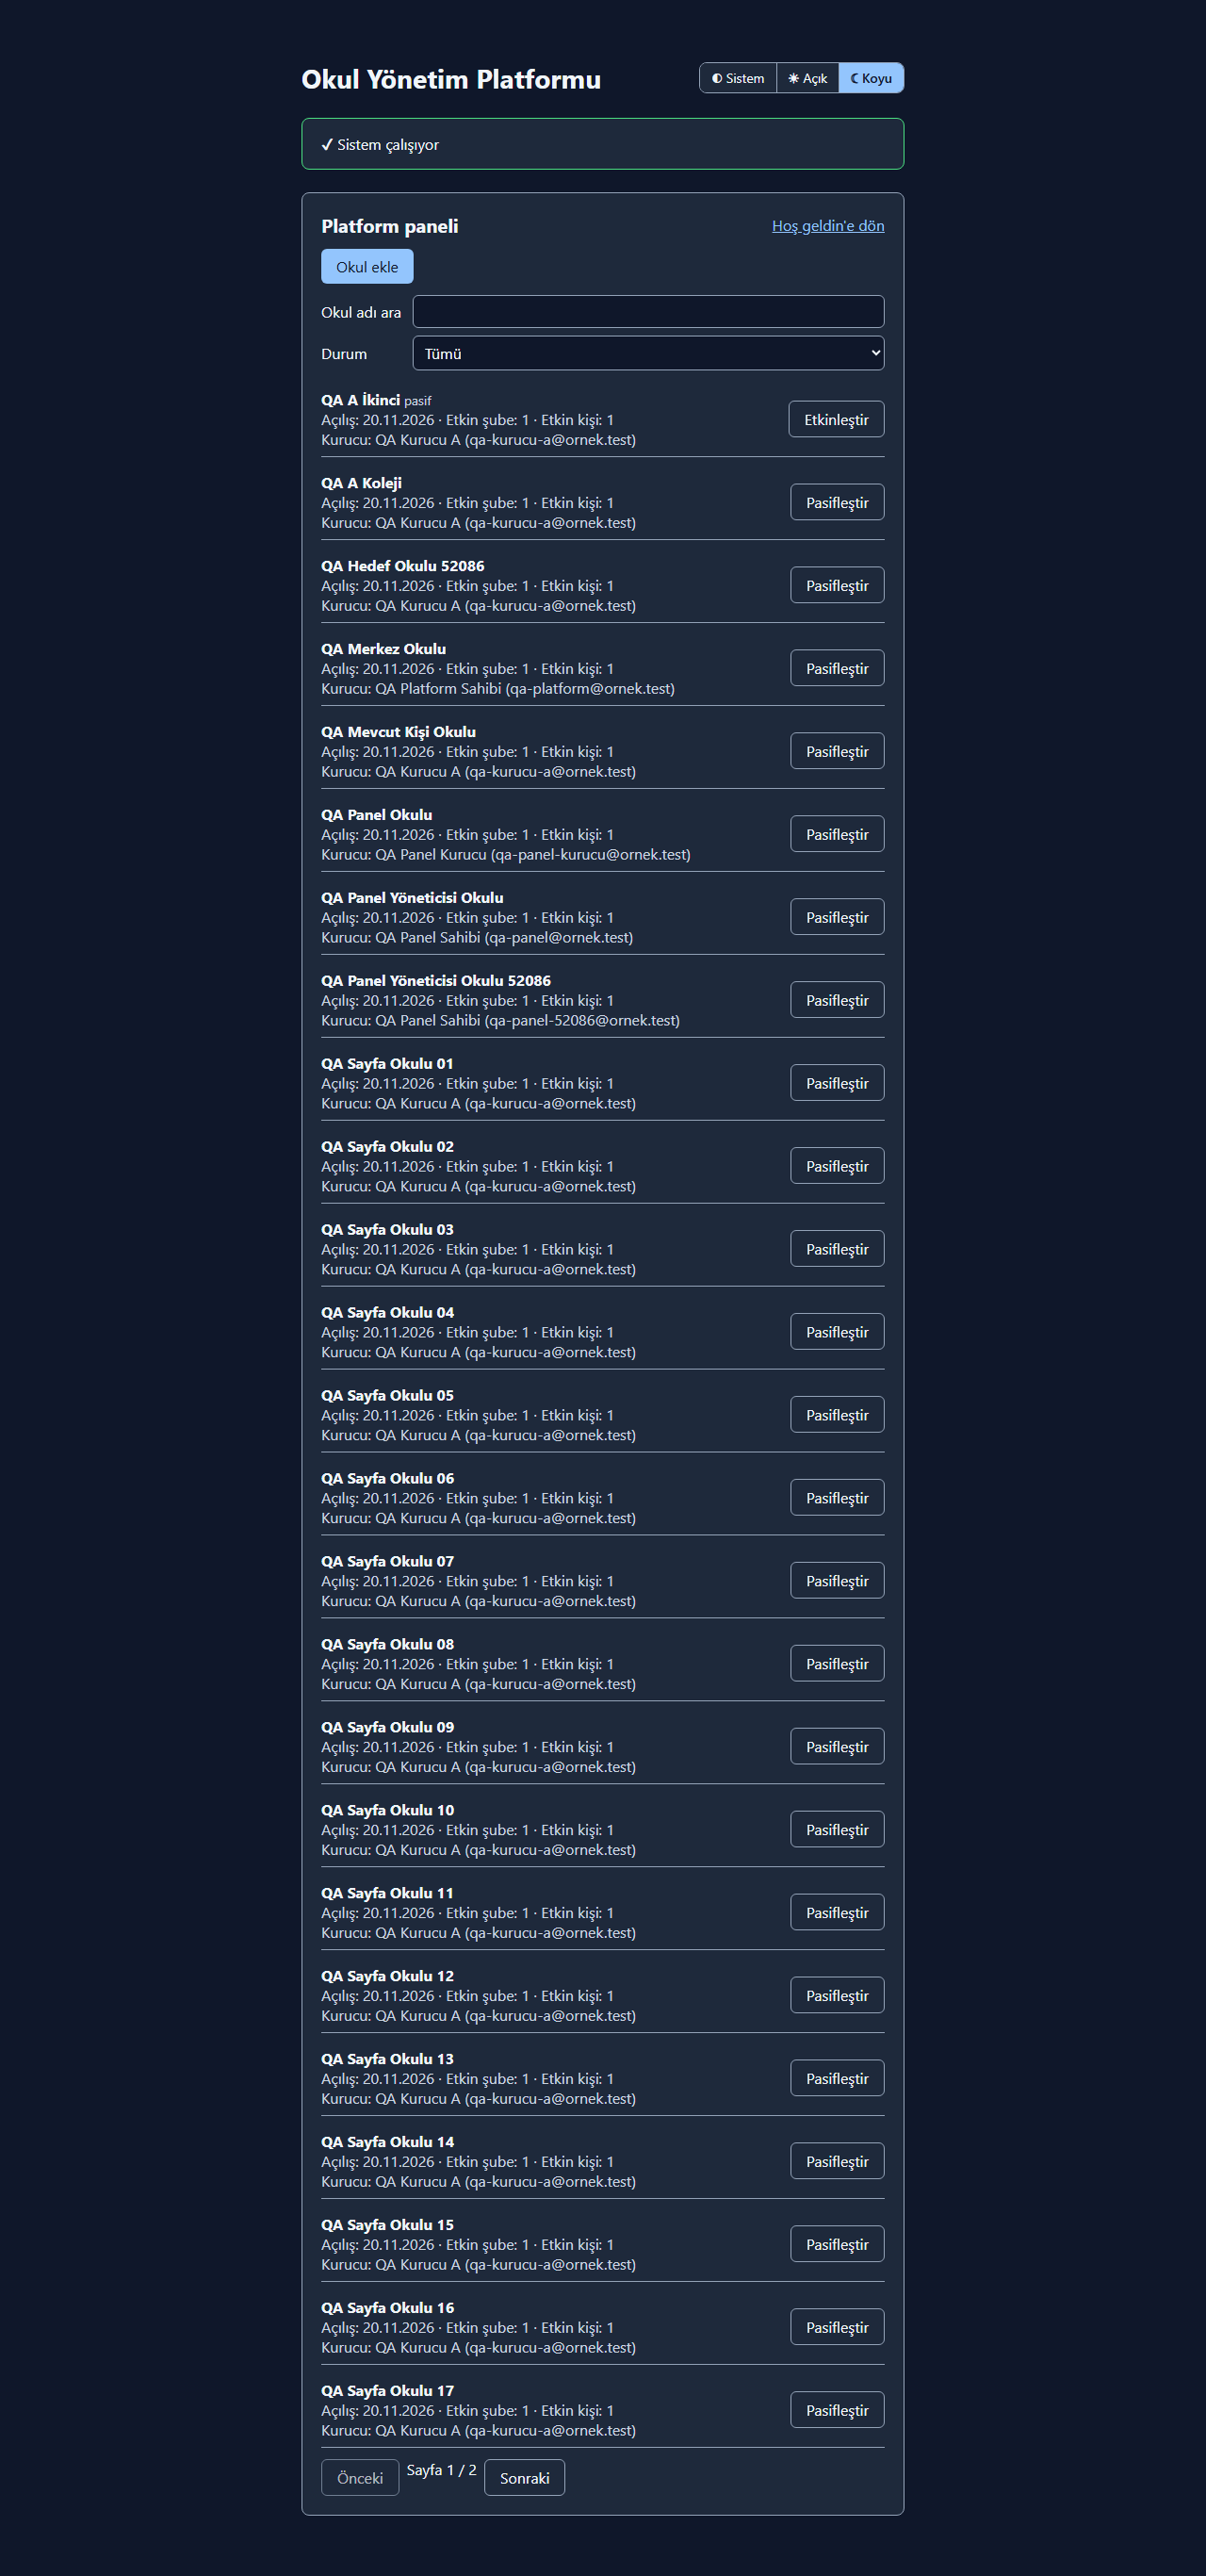 Okul Yönetim Platformu
◐ Sistem ☀ Açık ☾ Koyu
✓ Sistem çalışıyor
Platform paneli
Hoş geldin'e dön
Okul ekle
Okul adı ara
Durum Tümü
QA A İkinci pasif
Açılış: 20.11.2026 · Etkin şube: 1 · Etkin kişi: 1
Kurucu: QA Kurucu A (qa-kurucu-a@ornek.test)
Etkinleştir
QA A Koleji
Açılış: 20.11.2026 · Etkin şube: 1 · Etkin kişi: 1
Kurucu: QA Kurucu A (qa-kurucu-a@ornek.test)
Pasifleştir
QA Hedef Okulu 52086
Açılış: 20.11.2026 · Etkin şube: 1 · Etkin kişi: 1
Kurucu: QA Kurucu A (qa-kurucu-a@ornek.test)
Pasifleştir
QA Merkez Okulu
Açılış: 20.11.2026 · Etkin şube: 1 · Etkin kişi: 1
Kurucu: QA Platform Sahibi (qa-platform@ornek.test)
Pasifleştir
QA Mevcut Kişi Okulu
Açılış: 20.11.2026 · Etkin şube: 1 · Etkin kişi: 1
Kurucu: QA Kurucu A (qa-kurucu-a@ornek.test)
Pasifleştir
QA Panel Okulu
Açılış: 20.11.2026 · Etkin şube: 1 · Etkin kişi: 1
Kurucu: QA Panel Kurucu (qa-panel-kurucu@ornek.test)
Pasifleştir
QA Panel Yöneticisi Okulu
Açılış: 20.11.2026 · Etkin şube: 1 · Etkin kişi: 1
Kurucu: QA Panel Sahibi (qa-panel@ornek.test)
Pasifleştir
QA Panel Yöneticisi Okulu 52086
Açılış: 20.11.2026 · Etkin şube: 1 · Etkin kişi: 1
Kurucu: QA Panel Sahibi (qa-panel-52086@ornek.test)
Pasifleştir
QA Sayfa Okulu 01
Açılış: 20.11.2026 · Etkin şube: 1 · Etkin kişi: 1
Kurucu: QA Kurucu A (qa-kurucu-a@ornek.test)
Pasifleştir
QA Sayfa Okulu 02
Açılış: 20.11.2026 · Etkin şube: 1 · Etkin kişi: 1
Kurucu: QA Kurucu A (qa-kurucu-a@ornek.test)
Pasifleştir
QA Sayfa Okulu 03
Açılış: 20.11.2026 · Etkin şube: 1 · Etkin kişi: 1
Kurucu: QA Kurucu A (qa-kurucu-a@ornek.test)
Pasifleştir
QA Sayfa Okulu 04
Açılış: 20.11.2026 · Etkin şube: 1 · Etkin kişi: 1
Kurucu: QA Kurucu A (qa-kurucu-a@ornek.test)
Pasifleştir
QA Sayfa Okulu 05
Açılış: 20.11.2026 · Etkin şube: 1 · Etkin kişi: 1
Kurucu: QA Kurucu A (qa-kurucu-a@ornek.test)
Pasifleştir
QA Sayfa Okulu 06
Açılış: 20.11.2026 · Etkin şube: 1 · Etkin kişi: 1
Kurucu: QA Kurucu A (qa-kurucu-a@ornek.test)
Pasifleştir
QA Sayfa Okulu 07
Açılış: 20.11.2026 · Etkin şube: 1 · Etkin kişi: 1
Kurucu: QA Kurucu A (qa-kurucu-a@ornek.test)
Pasifleştir
QA Sayfa Okulu 08
Açılış: 20.11.2026 · Etkin şube: 1 · Etkin kişi: 1
Kurucu: QA Kurucu A (qa-kurucu-a@ornek.test)
Pasifleştir
QA Sayfa Okulu 09
Açılış: 20.11.2026 · Etkin şube: 1 · Etkin kişi: 1
Kurucu: QA Kurucu A (qa-kurucu-a@ornek.test)
Pasifleştir
QA Sayfa Okulu 10
Açılış: 20.11.2026 · Etkin şube: 1 · Etkin kişi: 1
Kurucu: QA Kurucu A (qa-kurucu-a@ornek.test)
Pasifleştir
QA Sayfa Okulu 11
Açılış: 20.11.2026 · Etkin şube: 1 · Etkin kişi: 1
Kurucu: QA Kurucu A (qa-kurucu-a@ornek.test)
Pasifleştir
QA Sayfa Okulu 12
Açılış: 20.11.2026 · Etkin şube: 1 · Etkin kişi: 1
Kurucu: QA Kurucu A (qa-kurucu-a@ornek.test)
Pasifleştir
QA Sayfa Okulu 13
Açılış: 20.11.2026 · Etkin şube: 1 · Etkin kişi: 1
Kurucu: QA Kurucu A (qa-kurucu-a@ornek.test)
Pasifleştir
QA Sayfa Okulu 14
Açılış: 20.11.2026 · Etkin şube: 1 · Etkin kişi: 1
Kurucu: QA Kurucu A (qa-kurucu-a@ornek.test)
Pasifleştir
QA Sayfa Okulu 15
Açılış: 20.11.2026 · Etkin şube: 1 · Etkin kişi: 1
Kurucu: QA Kurucu A (qa-kurucu-a@ornek.test)
Pasifleştir
QA Sayfa Okulu 16
Açılış: 20.11.2026 · Etkin şube: 1 · Etkin kişi: 1
Kurucu: QA Kurucu A (qa-kurucu-a@ornek.test)
Pasifleştir
QA Sayfa Okulu 17
Açılış: 20.11.2026 · Etkin şube: 1 · Etkin kişi: 1
Kurucu: QA Kurucu A (qa-kurucu-a@ornek.test)
Pasifleştir
Önceki Sayfa 1 / 2 Sonraki